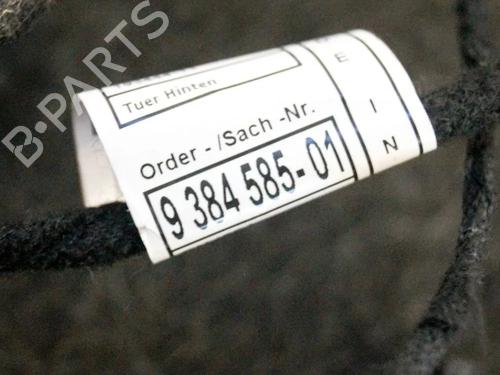 B-PARTS
Tuer Hinten
Order - /Sach -Nr.
9 384 585-01
E I N